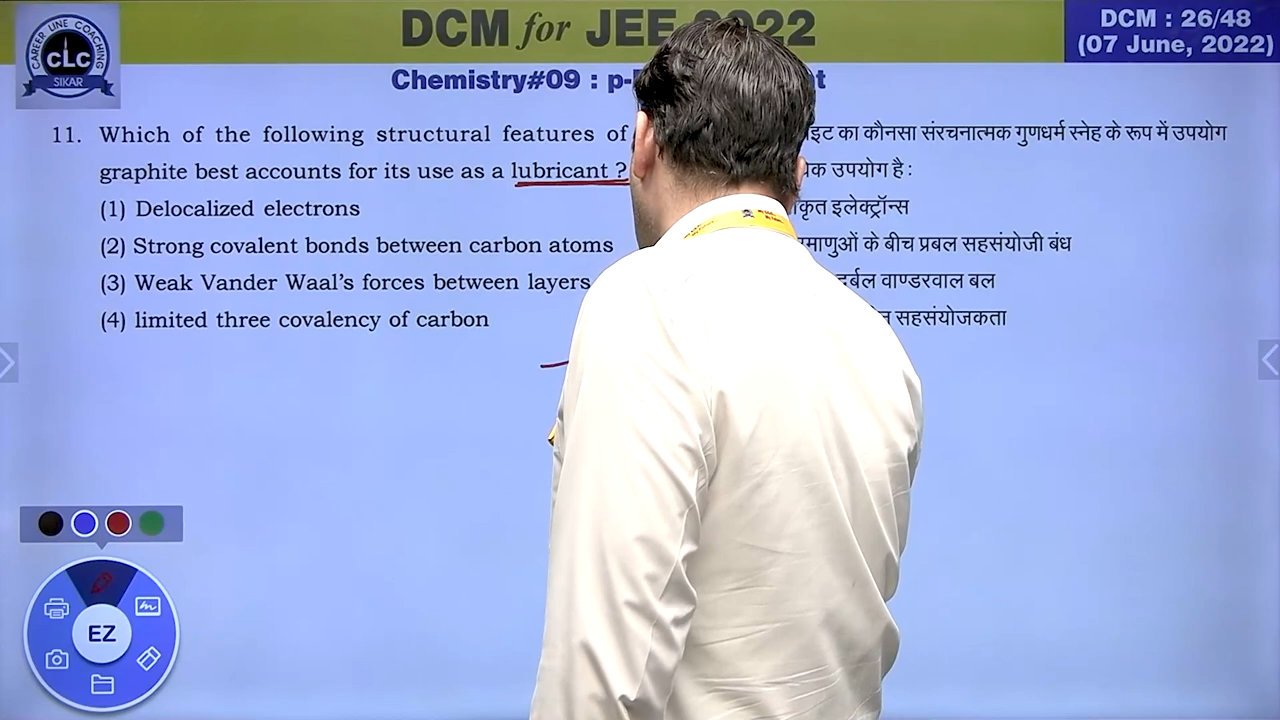 DCM for JEE 2022
DCM : 26/48
(07 June, 2022)
CAREER LINE COACHING
CLC
SIKAR
Chemistry#09 : p-
11. Which of the following structural features of
graphite best accounts for its use as a lubricant ?
(1) Delocalized electrons
(2) Strong covalent bonds between carbon atoms
(3) Weak Vander Waal's forces between layers
(4) limited three covalency of carbon
का कौनसा संरचनात्मक गुणधर्म स्नेह के रूप में उपयोग
उपयोग है :
इलेक्ट्रॉन्स
के बीच प्रबल सहसंयोजी बंध
वाण्डरवाल बल
सहसंयोजकता
EZ